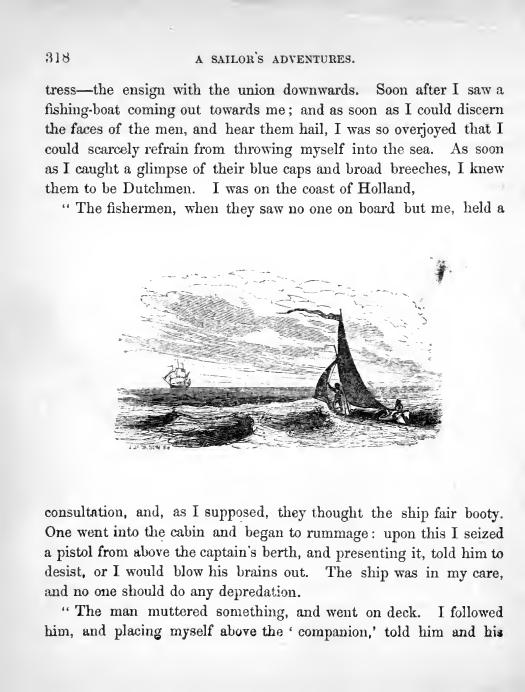 318 A SAILOR'S ADVENTURES.
tress—the ensign with the union downwards. Soon after I saw a
fishing-boat coming out towards me; and as soon as I could discern
the faces of the men, and hear them hail, I was so overjoyed that I
could scarcely refrain from throwing myself into the sea. As soon
as I caught a glimpse of their blue caps and broad breeches, I knew
them to be Dutchmen. I was on the coast of Holland,
“ The fishermen, when they saw no one on board but me, held a
consultation, and, as I supposed, they thought the ship fair booty.
One went into the cabin and began to rummage: upon this I seized
a pistol from above the captain's berth, and presenting it, told him to
desist, or I would blow his brains out. The ship was in my care,
and no one should do any depredation.
“ The man muttered something, and went on deck. I followed
him, and placing myself above the ‘ companion,’ told him and his